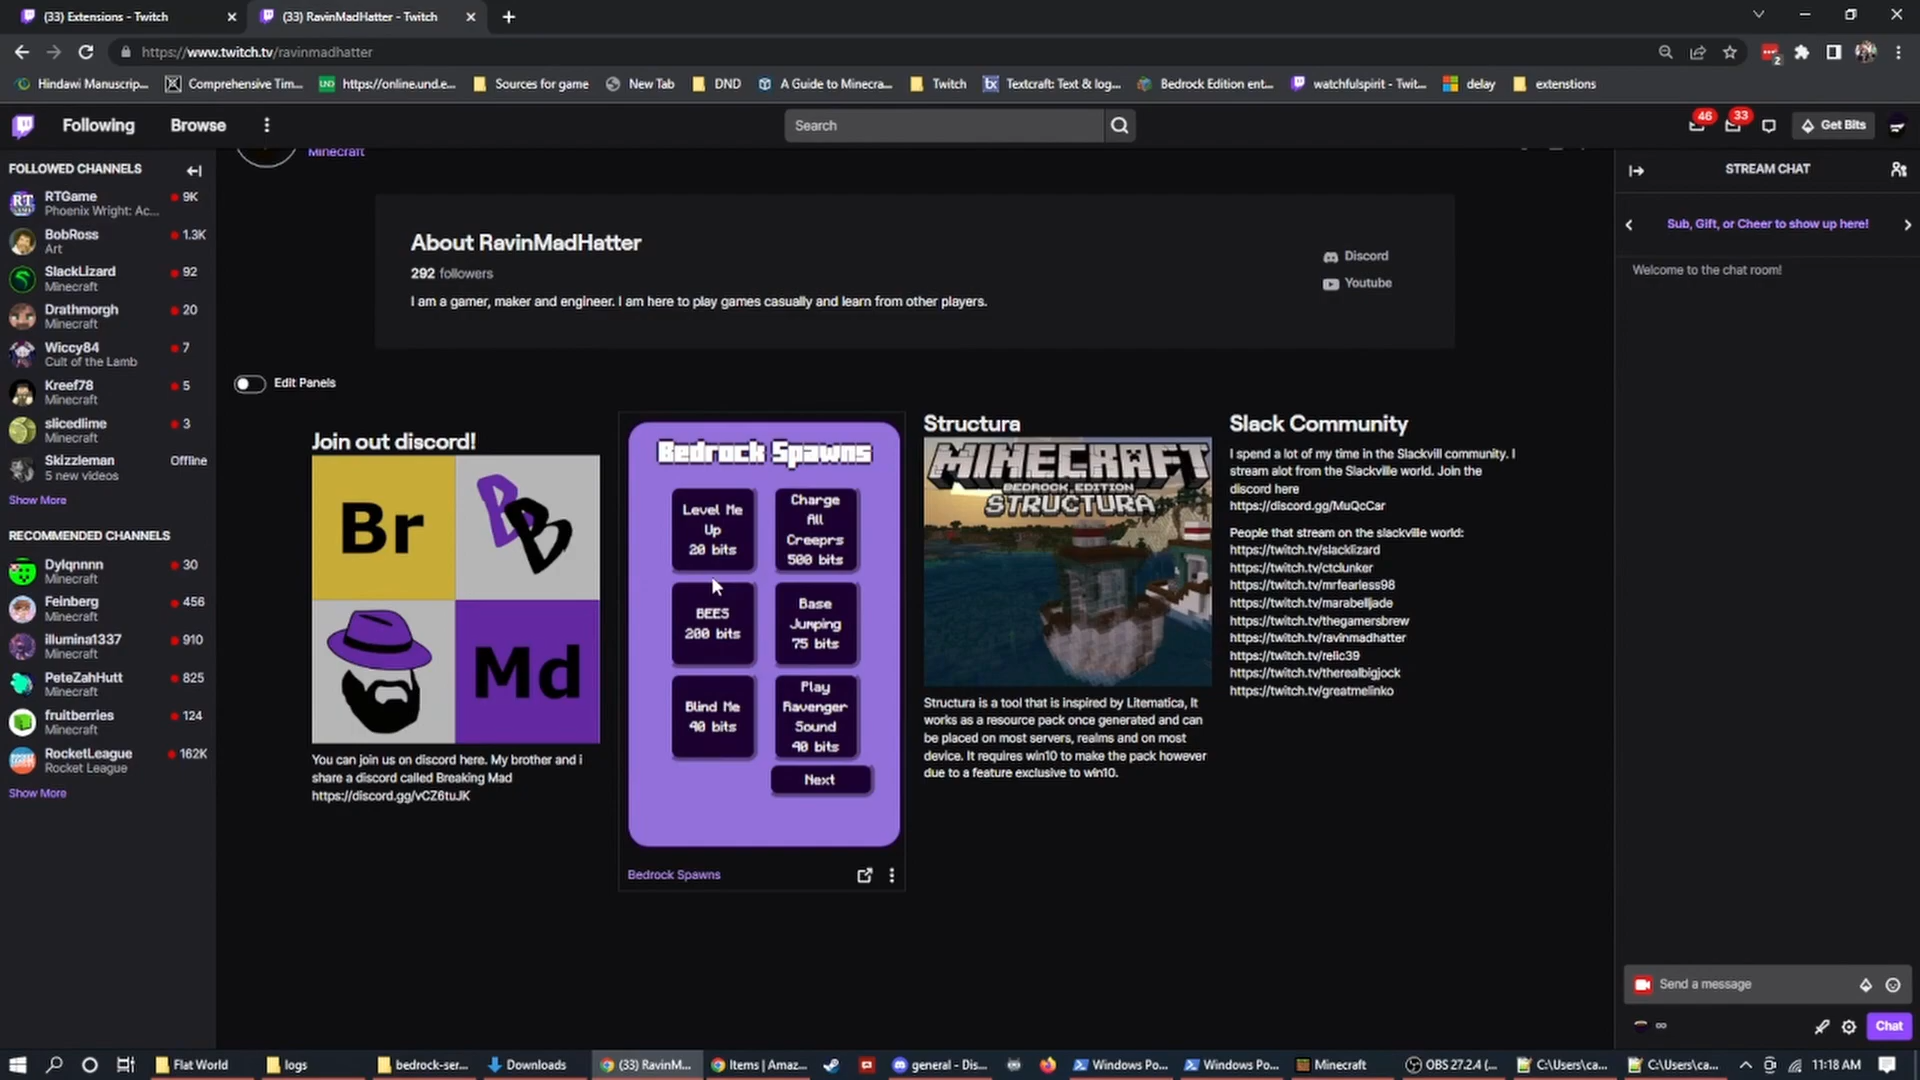 (33) Extensions - Twitch
(33) RavinMadHatter - Twitch
https://www.twitch.tv/ravinmadhatter
2
Hindawi Manuscrip...
Comprehensive Tim...
UND
https://online.und.e...
Sources for game
New Tab
DND
A Guide to Minecra...
Twitch
tx
Textcraft: Text & log...
Bedrock Edition ent...
watchfulspirit - Twit...
delay
extenstions
Following
Browse
Search
46
33
Get Bits
FOLLOWED CHANNELS
RTGame
9K
Phoenix Wright: Ac...
BobRoss
1.3K
Art
SlackLizard
92
Minecraft
Drathmorgh
20
Minecraft
Wiccy84
7
Cult of the Lamb
Kreef78
5
Minecraft
slicedlime
3
Minecraft
Skizzleman
Offline
5 new videos
Show More
RECOMMENDED CHANNELS
Dylqnnnn
30
Minecraft
Feinberg
456
Minecraft
illumina1337
910
Minecraft
PeteZahHutt
825
Minecraft
fruitberries
124
Minecraft
RocketLeague
162K
Rocket League
Show More
Minecraft
About RavinMadHatter
292 followers
I am a gamer, maker and engineer. I am here to play games casually and learn from other players.
Discord
Youtube
Edit Panels
Join out discord!
Br
BB
Md
You can join us on discord here. My brother and i
share a discord called Breaking Mad
https://discord.gg/vCZ6tuJK
Bedrock Spawns
Level Me
Up
20 bits
Charge
All
Creeprs
500 bits
BEES
200 bits
Base
Jumping
75 bits
Blind Me
40 bits
Play
Ravenger
Sound
40 bits
Next
Bedrock Spawns
Structura
MINECRAFT
BEDROCK EDITION
STRUCTURA
Structura is a tool that is inspired by Litematica, It
works as a resource pack once generated and can
be placed on most servers, realms and on most
device. It requires win10 to make the pack however
due to a feature exclusive to win10.
Slack Community
I spend a lot of my time in the Slackvill community. I
stream alot from the Slackville world. Join the
discord here
https://discord.gg/MuQcCar
People that stream on the slackville world:
https://twitch.tv/slacklizard
https://twitch.tv/ctclunker
https://twitch.tv/mrfearless98
https://twitch.tv/marabelljade
https://twitch.tv/thegamersbrew
https://twitch.tv/ravinmadhatter
https://twitch.tv/relic39
https://twitch.tv/therealbigjock
https://twitch.tv/greatmelinko
STREAM CHAT
Sub, Gift, or Cheer to show up here!
Welcome to the chat room!
Send a message
∞
Chat
Flat World
logs
bedrock-ser...
Downloads
(33) RavinM...
Items | Amaz...
general - Dis...
Windows Po...
Windows Po...
Minecraft
OBS 27.2.4 (...
C:\Users\ca...
C:\Users\ca...
11:18 AM